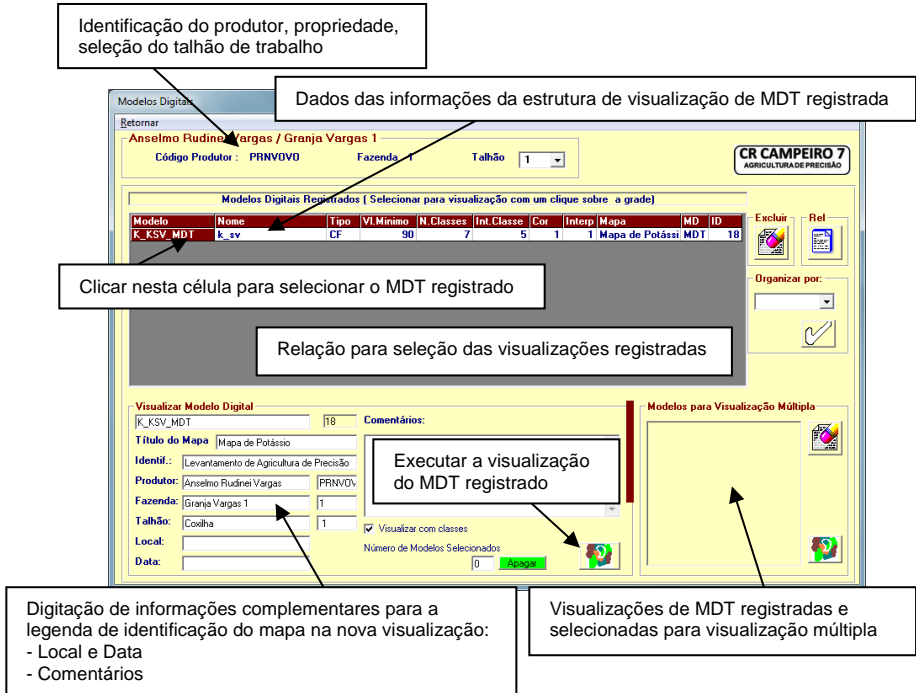 Identificação do produtor, propriedade,
seleção do talhão de trabalho
Modelos Digitais
Dados das informações da estrutura de visualização de MDT registrada
Retornar
Anselmo Rudinei Vargas / Granja Vargas 1
Código Produtor : PRNVOVO Fazenda 1 Talhão 1
CR CAMPEIRO 7
AGRICULTURA DE PRECISÃO
Modelos Digitais Registrados ( Selecionar para visualização com um clique sobre a grade)
Modelo Nome Tipo Vl.Minimo N.Classes Int.Classe Cor Interp Mapa MD ID
K_KSV_MDT k_sv CF 90 7 5 1 1 Mapa de Potássi MDT 18
Excluir Rel
Clicar nesta célula para selecionar o MDT registrado
Organizar por:
Relação para seleção das visualizações registradas
Visualizar Modelo Digital
K_KSV_MDT 18 Comentários:
Título do Mapa Mapa de Potássio
Identif.: Levantamento de Agricultura de Precisão
Produtor: Anselmo Rudinei Vargas PRNVOV
Fazenda: Granja Vargas 1 1
Talhão: Coxilha 1
Local:
Data:
Executar a visualização
do MDT registrado
Visualizar com classes
Número de Modelos Selecionados
0 Apagar
Modelos para Visualização Múltipla
Digitação de informações complementares para a
legenda de identificação do mapa na nova visualização:
- Local e Data
- Comentários
Visualizações de MDT registradas e
selecionadas para visualização múltipla